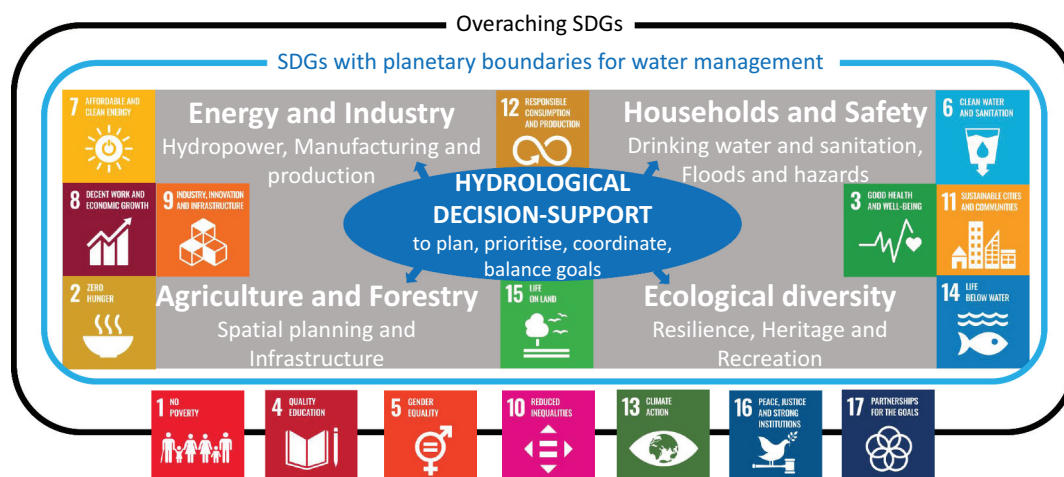 Overaching SDGs
SDGs with planetary boundaries for water management
7 AFFORDABLE AND
CLEAN ENERGY
Energy and Industry
Hydropower, Manufacturing and
production
12 RESPONSIBLE
CONSUMPTION
AND PRODUCTION
Households and Safety
Drinking water and sanitation,
Floods and hazards
6 CLEAN WATER
AND SANITATION
8 DECENT WORK AND
ECONOMIC GROWTH
9 INDUSTRY, INNOVATION
AND INFRASTRUCTURE
HYDROLOGICAL
DECISION-SUPPORT
to plan, prioritise, coordinate,
balance goals
3 GOOD HEALTH
AND WELL-BEING
11 SUSTAINABLE CITIES
AND COMMUNITIES
2 ZERO
HUNGER
Agriculture and Forestry
Spatial planning and
Infrastructure
15 LIFE
ON LAND
Ecological diversity
Resilience, Heritage and
Recreation
14 LIFE
BELOW WATER
1 NO
POVERTY
4 QUALITY
EDUCATION
5 GENDER
EQUALITY
10 REDUCED
INEQUALITIES
13 CLIMATE
ACTION
16 PEACE, JUSTICE
AND STRONG
INSTITUTIONS
17 PARTNERSHIPS
FOR THE GOALS